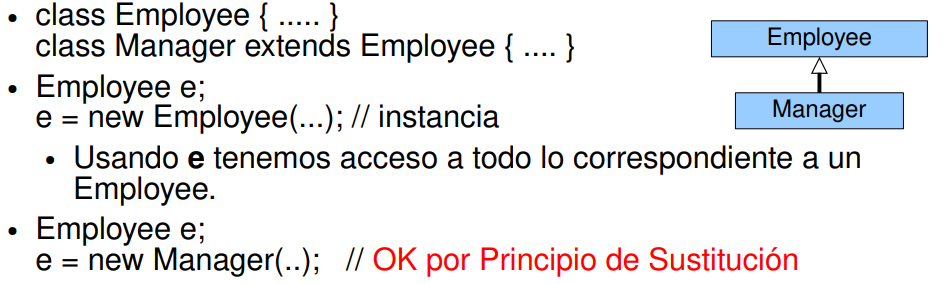 • class Employee { ..... }
class Manager extends Employee { .... }
• Employee e;
e = new Employee(...); // instancia
• Usando e tenemos acceso a todo lo correspondiente a un
Employee.
• Employee e;
e = new Manager(..);   // OK por Principio de Sustitución
Employee
Manager